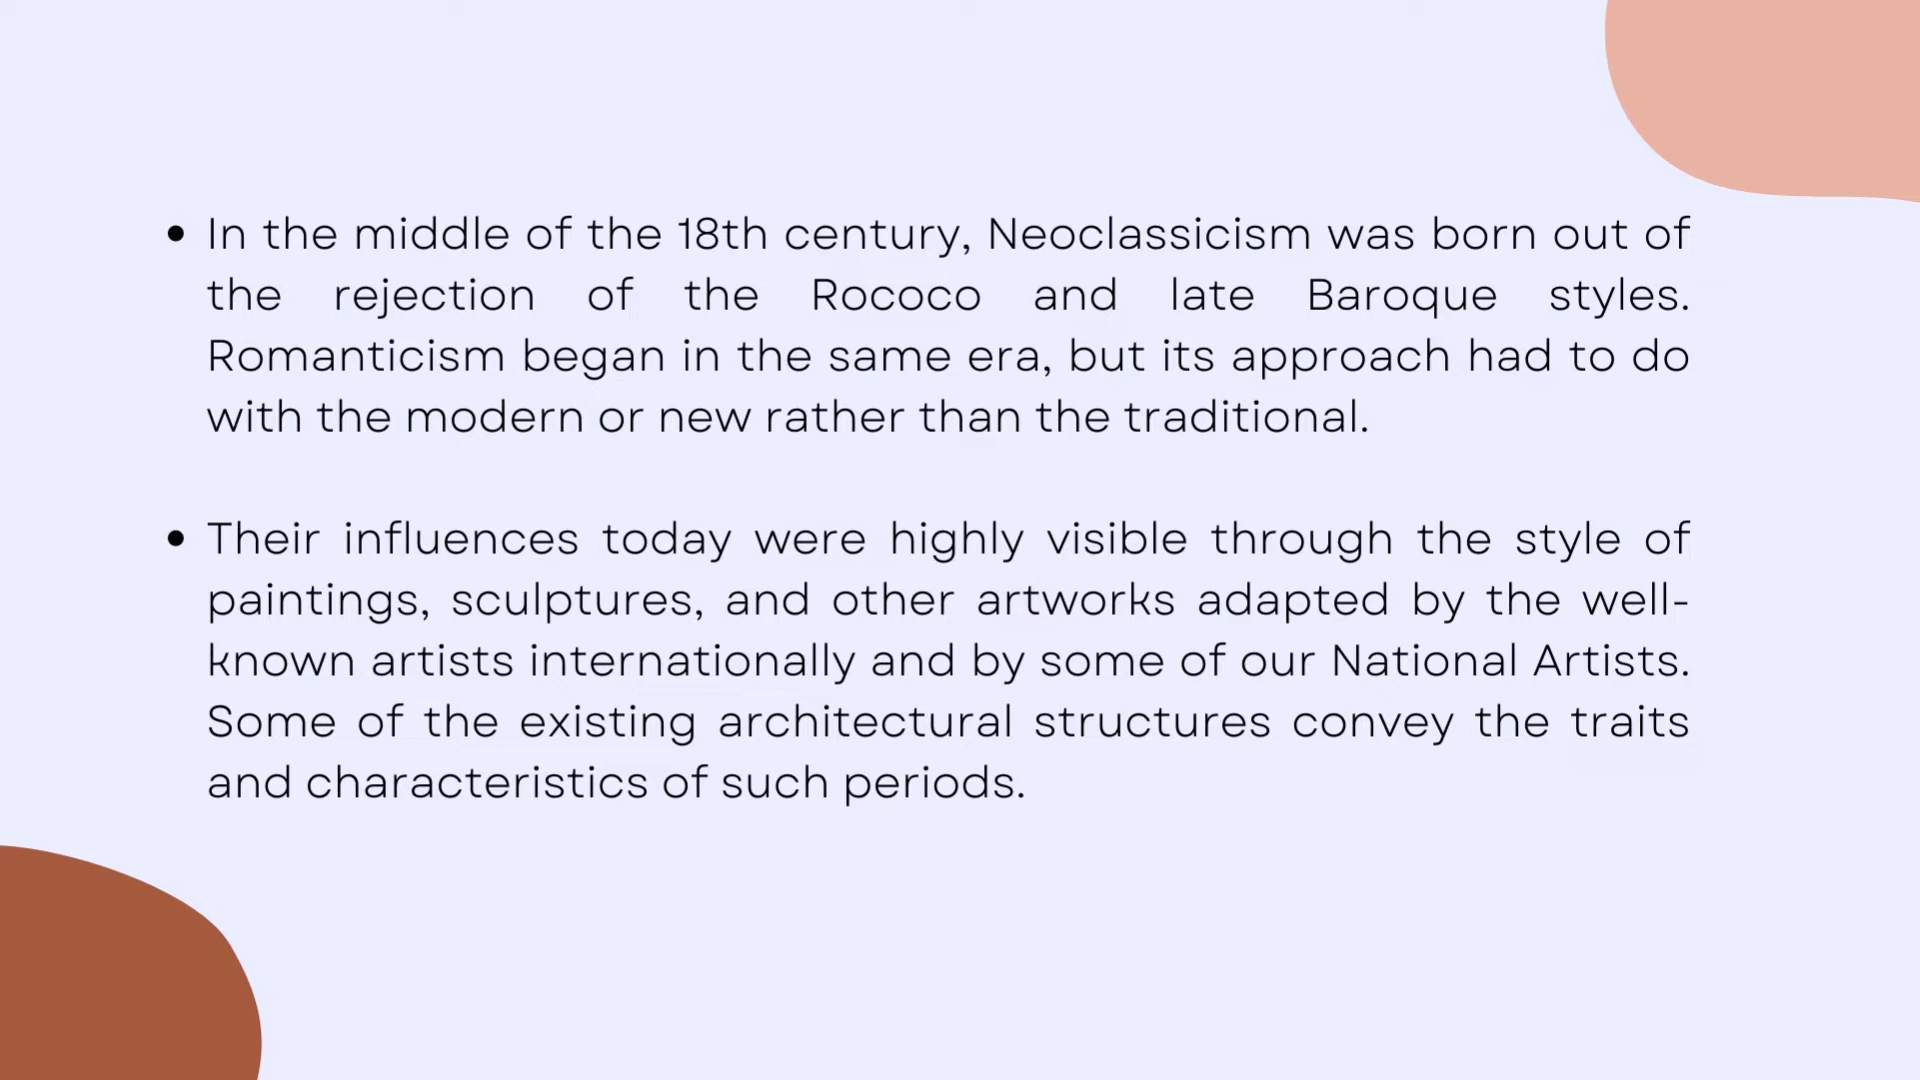 • In the middle of the 18th century, Neoclassicism was born out of
the rejection of the Rococo and late Baroque styles.
Romanticism began in the same era, but its approach had to do
with the modern or new rather than the traditional.
• Their influences today were highly visible through the style of
paintings, sculptures, and other artworks adapted by the well-
known artists internationally and by some of our National Artists.
Some of the existing architectural structures convey the traits
and characteristics of such periods.